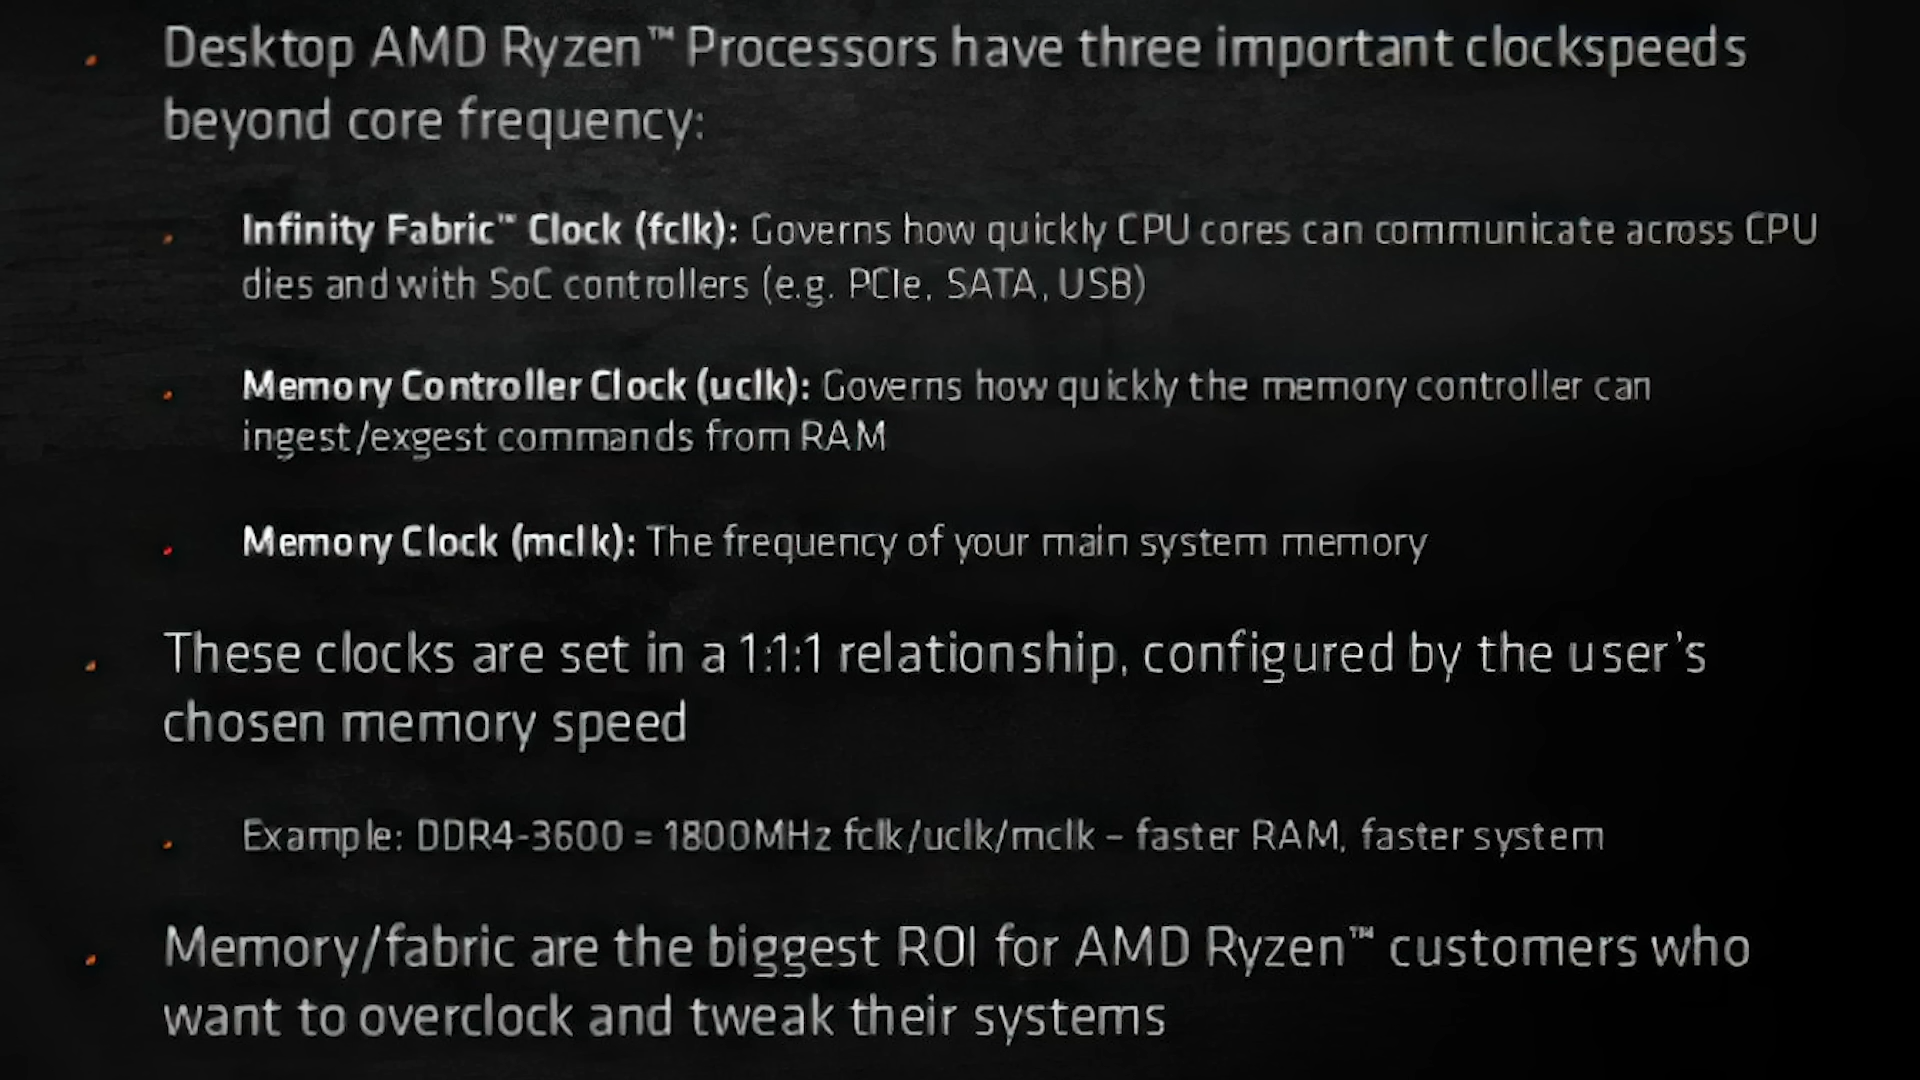 Desktop AMD Ryzen™ Processors have three important clockspeeds
beyond core frequency:
Infinity Fabric™ Clock (fclk): Governs how quickly CPU cores can communicate across CPU
dies and with SoC controllers (e.g. PCIe, SATA, USB)
Memory Controller Clock (uclk): Governs how quickly the memory controller can
ingest/exgest commands from RAM
Memory Clock (mclk): The frequency of your main system memory
These clocks are set in a 1:1:1 relationship, configured by the user's
chosen memory speed
Example: DDR4-3600 = 1800MHz fclk/uclk/mclk – faster RAM, faster system
Memory/fabric are the biggest ROI for AMD Ryzen™ customers who
want to overclock and tweak their systems